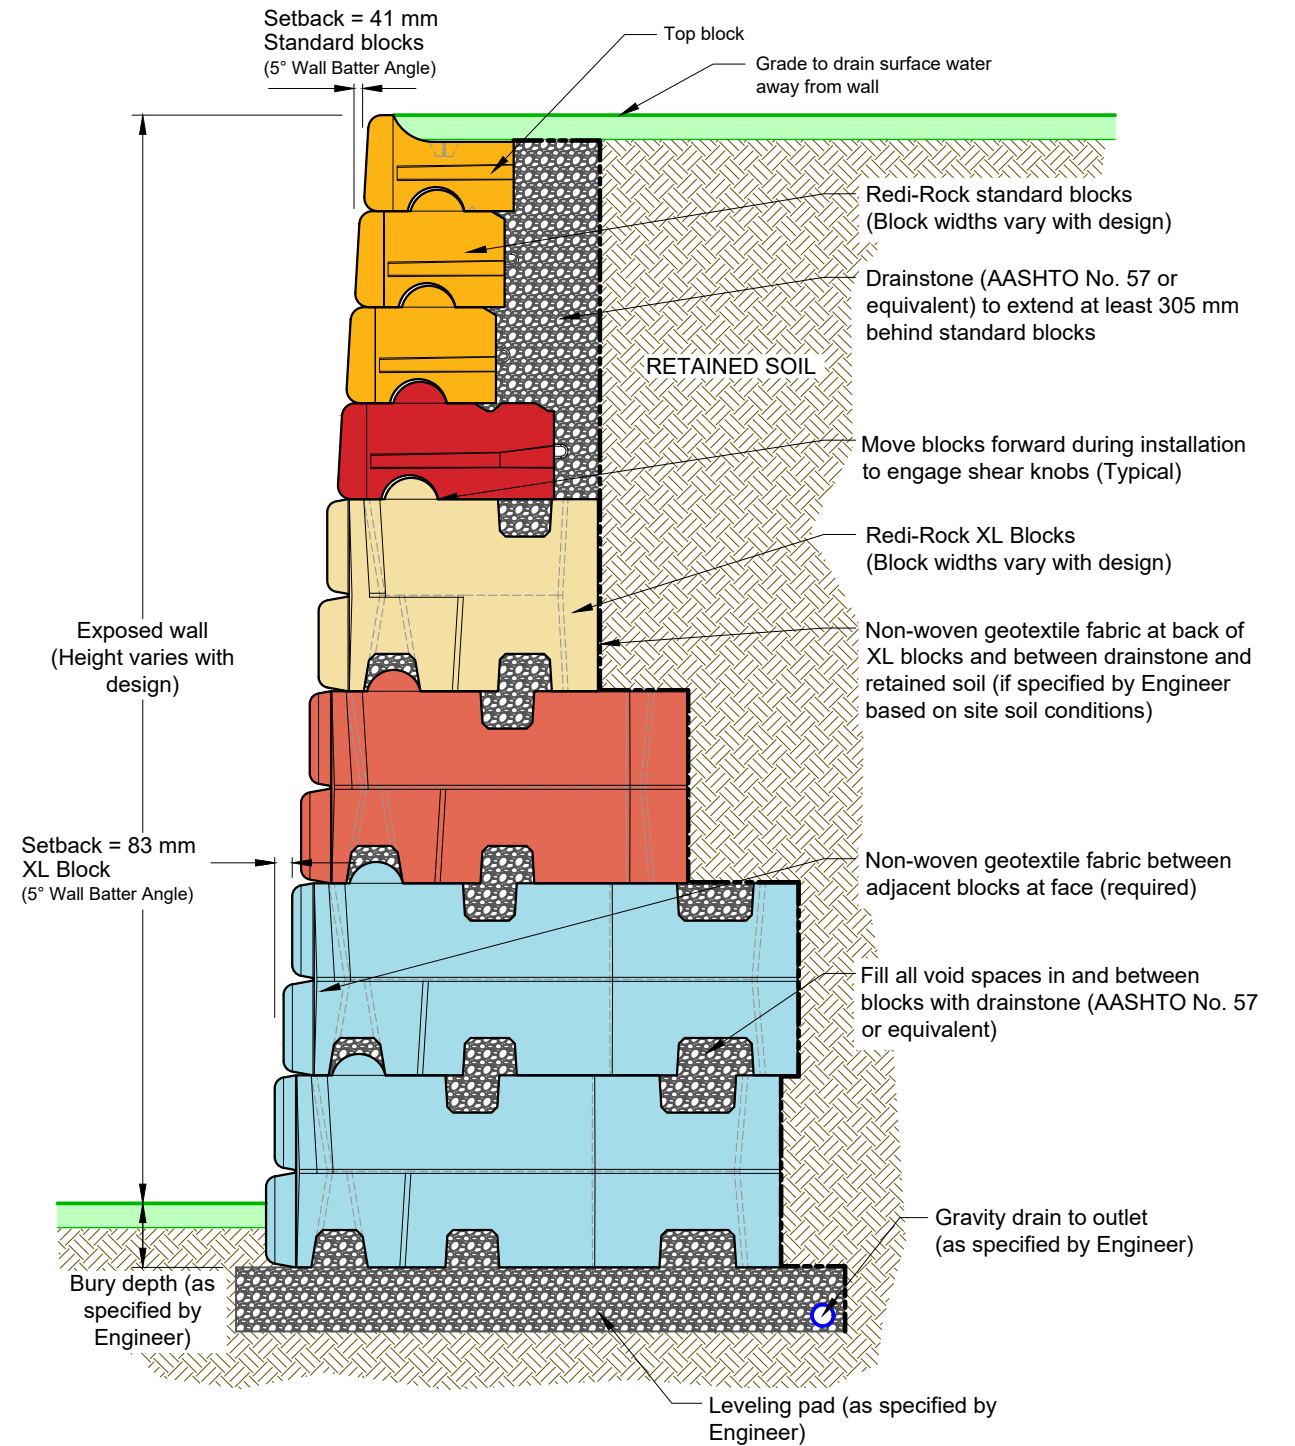 Setback = 41 mm
Standard blocks
(5° Wall Batter Angle)
Top block
Grade to drain surface water
away from wall
Redi-Rock standard blocks
(Block widths vary with design)
Drainstone (AASHTO No. 57 or
equivalent) to extend at least 305 mm
behind standard blocks
RETAINED SOIL
Move blocks forward during installation
to engage shear knobs (Typical)
Redi-Rock XL Blocks
(Block widths vary with design)
Exposed wall
(Height varies with
design)
Non-woven geotextile fabric at back of
XL blocks and between drainstone and
retained soil (if specified by Engineer
based on site soil conditions)
Setback = 83 mm
XL Block
(5° Wall Batter Angle)
Non-woven geotextile fabric between
adjacent blocks at face (required)
Fill all void spaces in and between
blocks with drainstone (AASHTO No. 57
or equivalent)
Gravity drain to outlet
(as specified by Engineer)
Bury depth (as
specified by
Engineer)
Leveling pad (as specified by
Engineer)